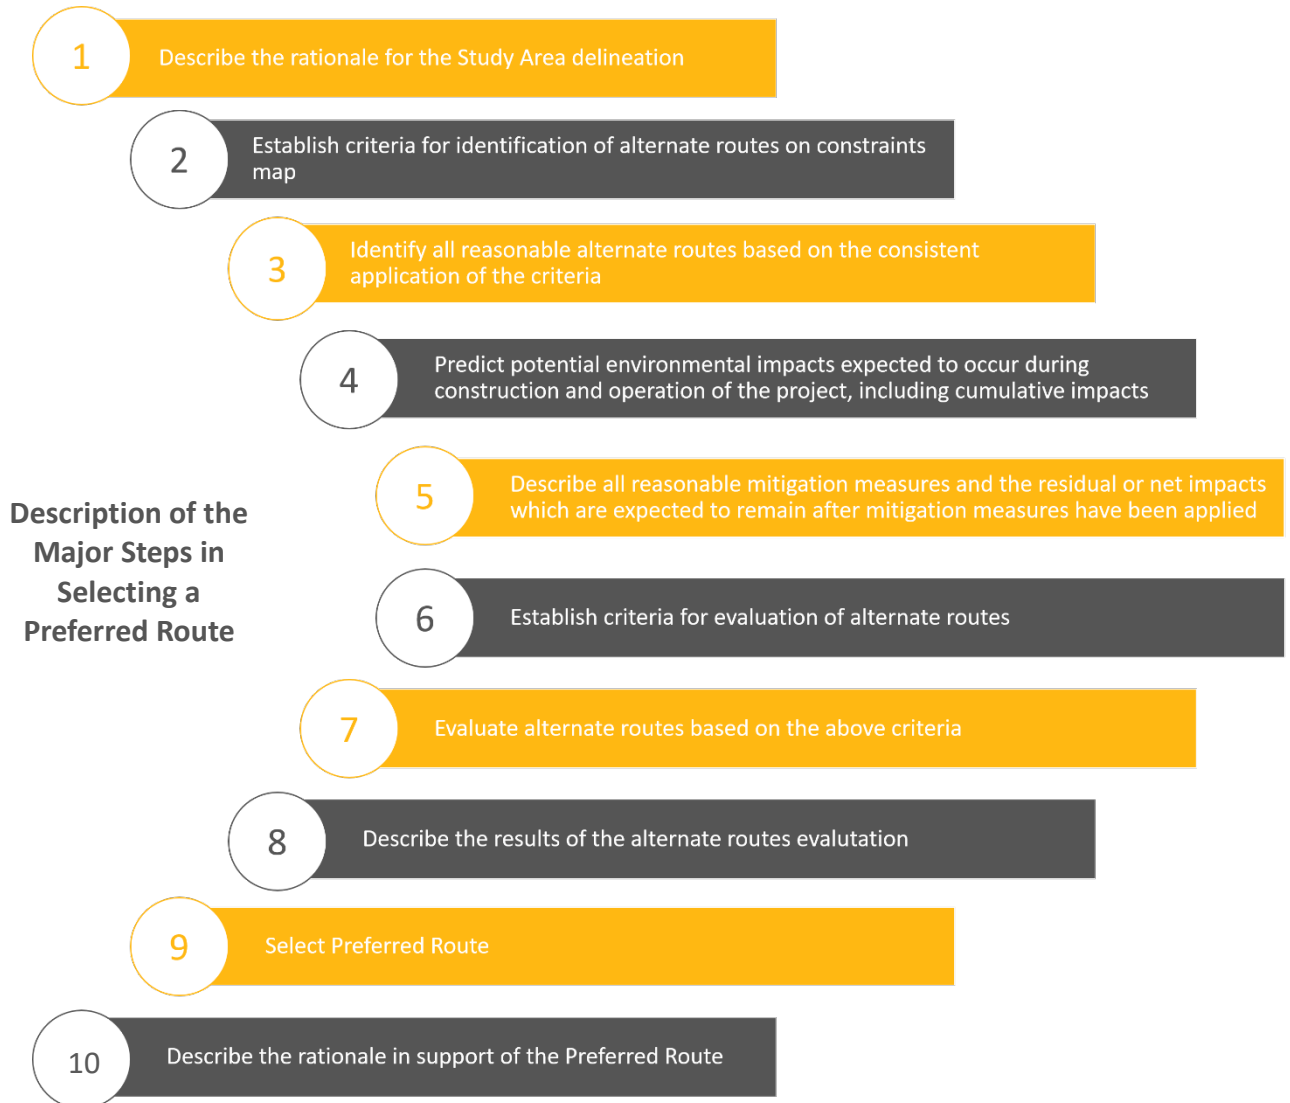 1
Describe the rationale for the Study Area delineation
2
Establish criteria for identification of alternate routes on constraints
map
3
Identify all reasonable alternate routes based on the consistent
application of the criteria
4
Predict potential environmental impacts expected to occur during
construction and operation of the project, including cumulative impacts
Description of the
Major Steps in
Selecting a
Preferred Route
5
Describe all reasonable mitigation measures and the residual or net impacts
which are expected to remain after mitigation measures have been applied
6
Establish criteria for evaluation of alternate routes
7
Evaluate alternate routes based on the above criteria
8
Describe the results of the alternate routes evalutation
9
Select Preferred Route
10
Describe the rationale in support of the Preferred Route